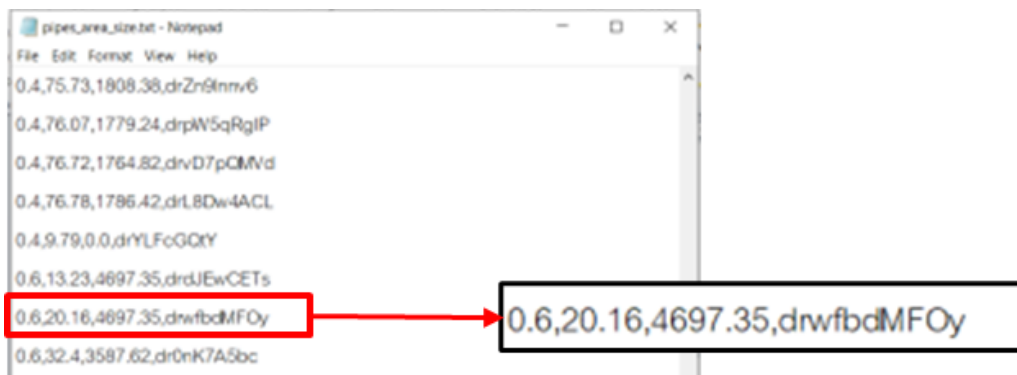 pipes_area_size.txt - Notepad
File Edit Format View Help
0.4,75.73,1808.38,drZn9Innv6
0.4,76.07,1779.24,drpW5qRgIP
0.4,76.72,1764.82,drvD7pOMVd
0.4,76.78,1786.42,drL8Dw4ACL
0.4,9.79,0.0,drYLFcGOtY
0.6,13.23,4697.35,drdJEwCETs
0.6,20.16,4697.35,drwfbdMFOy
0.6,20.16,4697.35,drwfbdMFOy
0.6,32.4,3587.62,dr0nK7A5bc